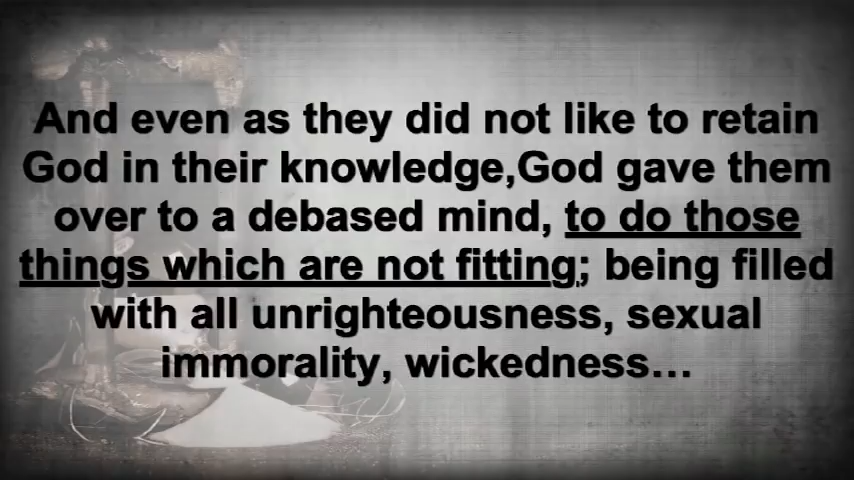 And even as they did not like to retain
God in their knowledge,God gave them
over to a debased mind, to do those
things which are not fitting; being filled
with all unrighteousness, sexual
immorality, wickedness…